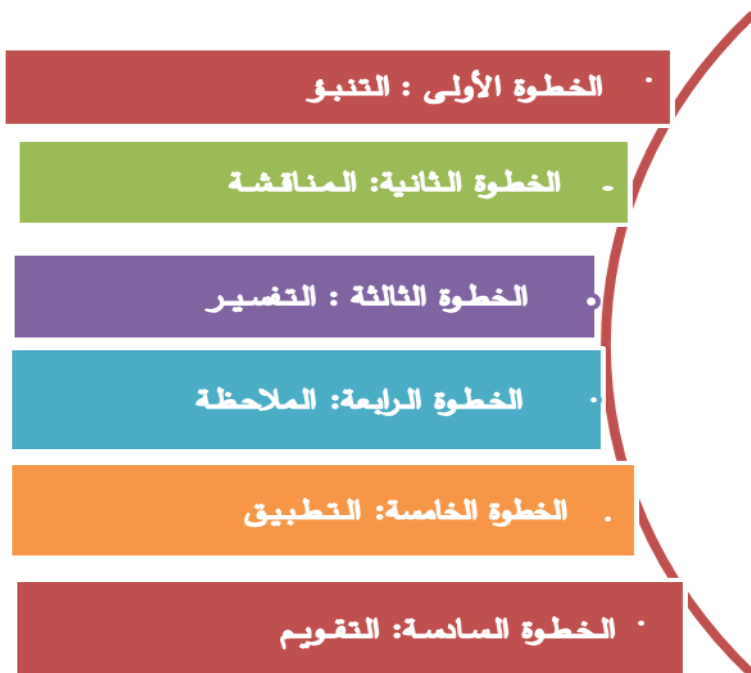 الخطوة الأولى : التنبؤ
الخطوة الثانية: المناقشة
الخطوة الثالثة : التفسير
الخطوة الرابعة: الملاحظة
الخطوة الخامسة: التطبيق
الخطوة السادسة: التقويم